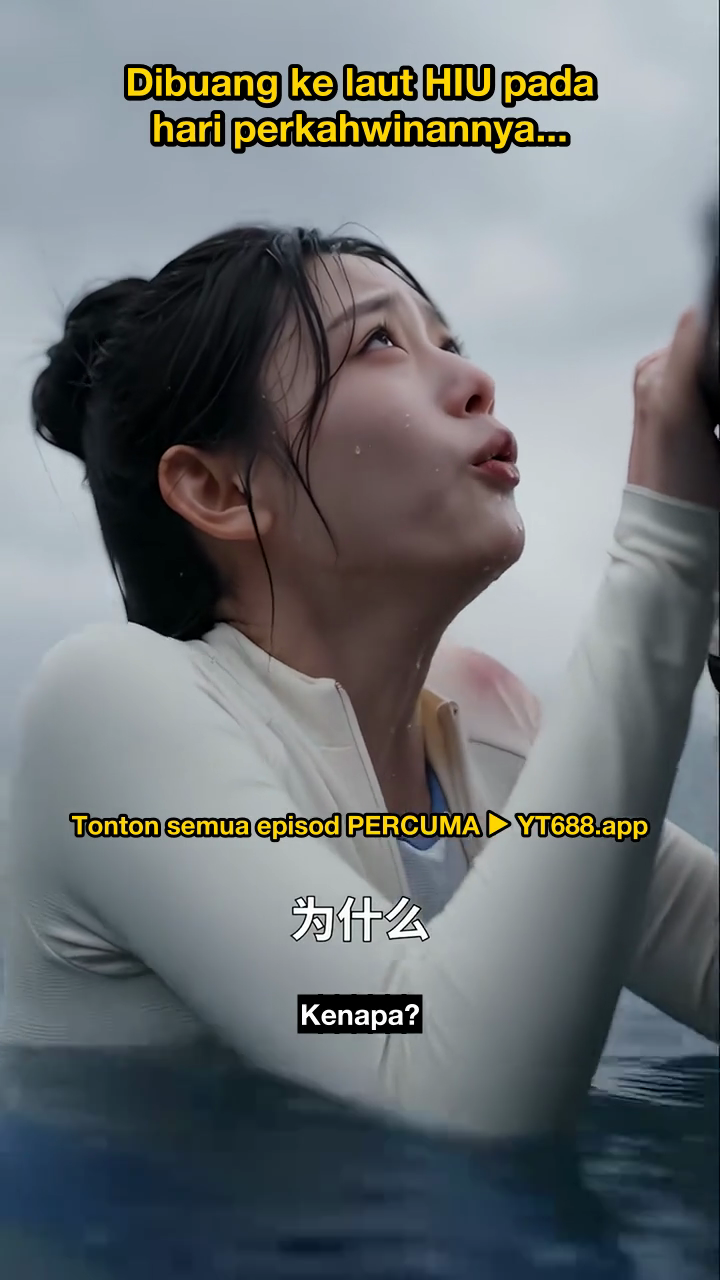 Dibuang ke laut HIU pada
hari perkahwinannya...
Tonton semua episod PERCUMA ▶ YT688.app
为什么
Kenapa?